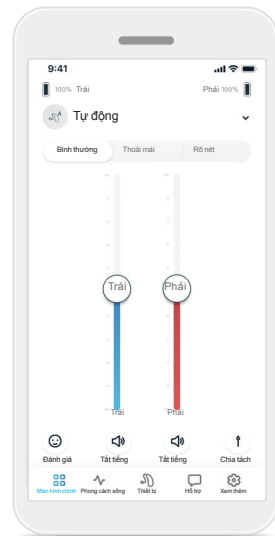 9:41
100% Trái Phải 100%
A
Tự động
Bình thường Thoải mái Rõ nét
Trái Phải
Trái Phải
Đánh giá Tắt tiếng Tắt tiếng Chia tách
Màn hình chính Phong cách sống Thiết bị Hỗ trợ Xem thêm